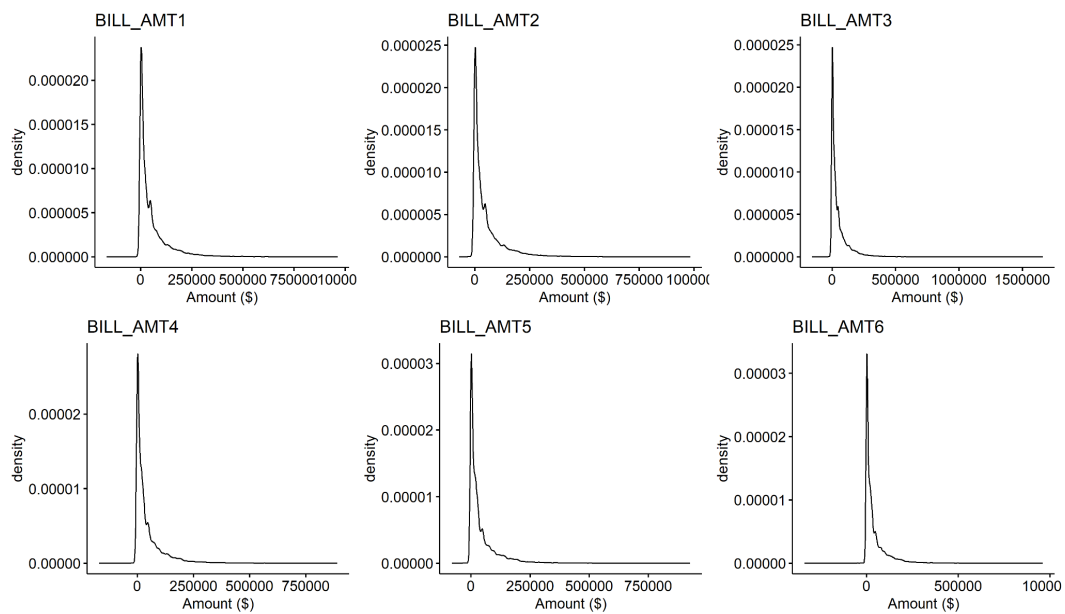 BILL_AMT1
0.000020
0.000015
0.000010
0.000005
0.000000
density
0 250000 500000 750000 100000
Amount ($)
BILL_AMT2
0.000025
0.000020
0.000015
0.000010
0.000005
0.000000
density
0 250000 500000 750000 100000
Amount ($)
BILL_AMT3
0.000025
0.000020
0.000015
0.000010
0.000005
0.000000
density
0 500000 1000000 1500000
Amount ($)
BILL_AMT4
0.00002
0.00001
0.00000
density
0 250000 500000 750000
Amount ($)
BILL_AMT5
0.00003
0.00002
0.00001
0.00000
density
0 250000 500000 750000
Amount ($)
BILL_AMT6
0.00003
0.00002
0.00001
0.00000
density
0 500000 10000
Amount ($)